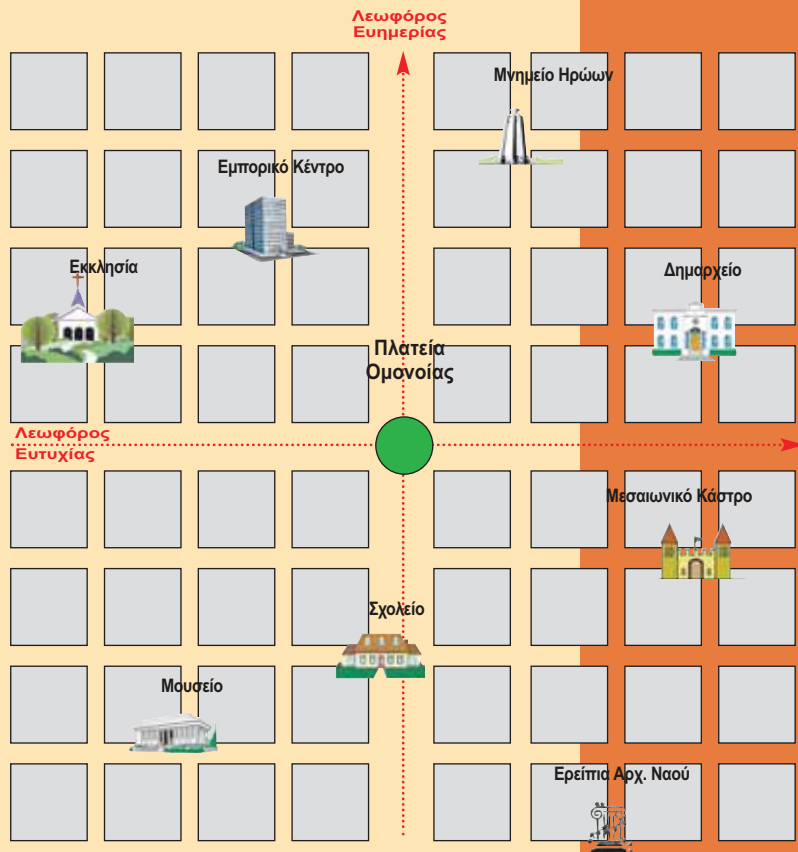 Λεωφόρος
Ευημερίας
Μνημείο Ηρώων
Εμπορικό Κέντρο
Εκκλησία
Δημαρχείο
Πλατεία
Ομονοίας
Λεωφόρος
Ευτυχίας
Μεσαιωνικό Κάστρο
Σχολείο
Μουσείο
Ερείπια Αρχ. Ναού